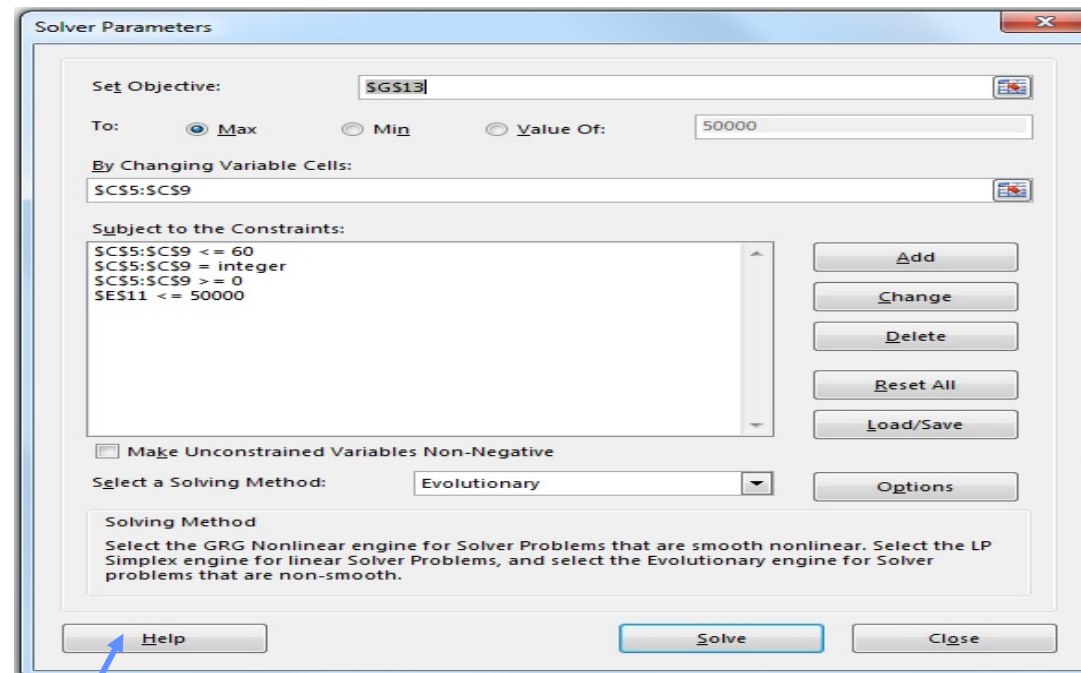 Solver Parameters
Set Objective: $G$13
To: Max Min Value Of: 50000
By Changing Variable Cells:
$C$5:$C$9
Subject to the Constraints:
$C$5:$C$9 <= 60
$C$5:$C$9 = integer
$C$5:$C$9 >= 0
$E$11 <= 50000
Add
Change
Delete
Reset All
Load/Save
Make Unconstrained Variables Non-Negative
Select a Solving Method: Evolutionary Options
Solving Method
Select the GRG Nonlinear engine for Solver Problems that are smooth nonlinear. Select the LP
Simplex engine for linear Solver Problems, and select the Evolutionary engine for Solver
problems that are non-smooth.
Help Solve Close